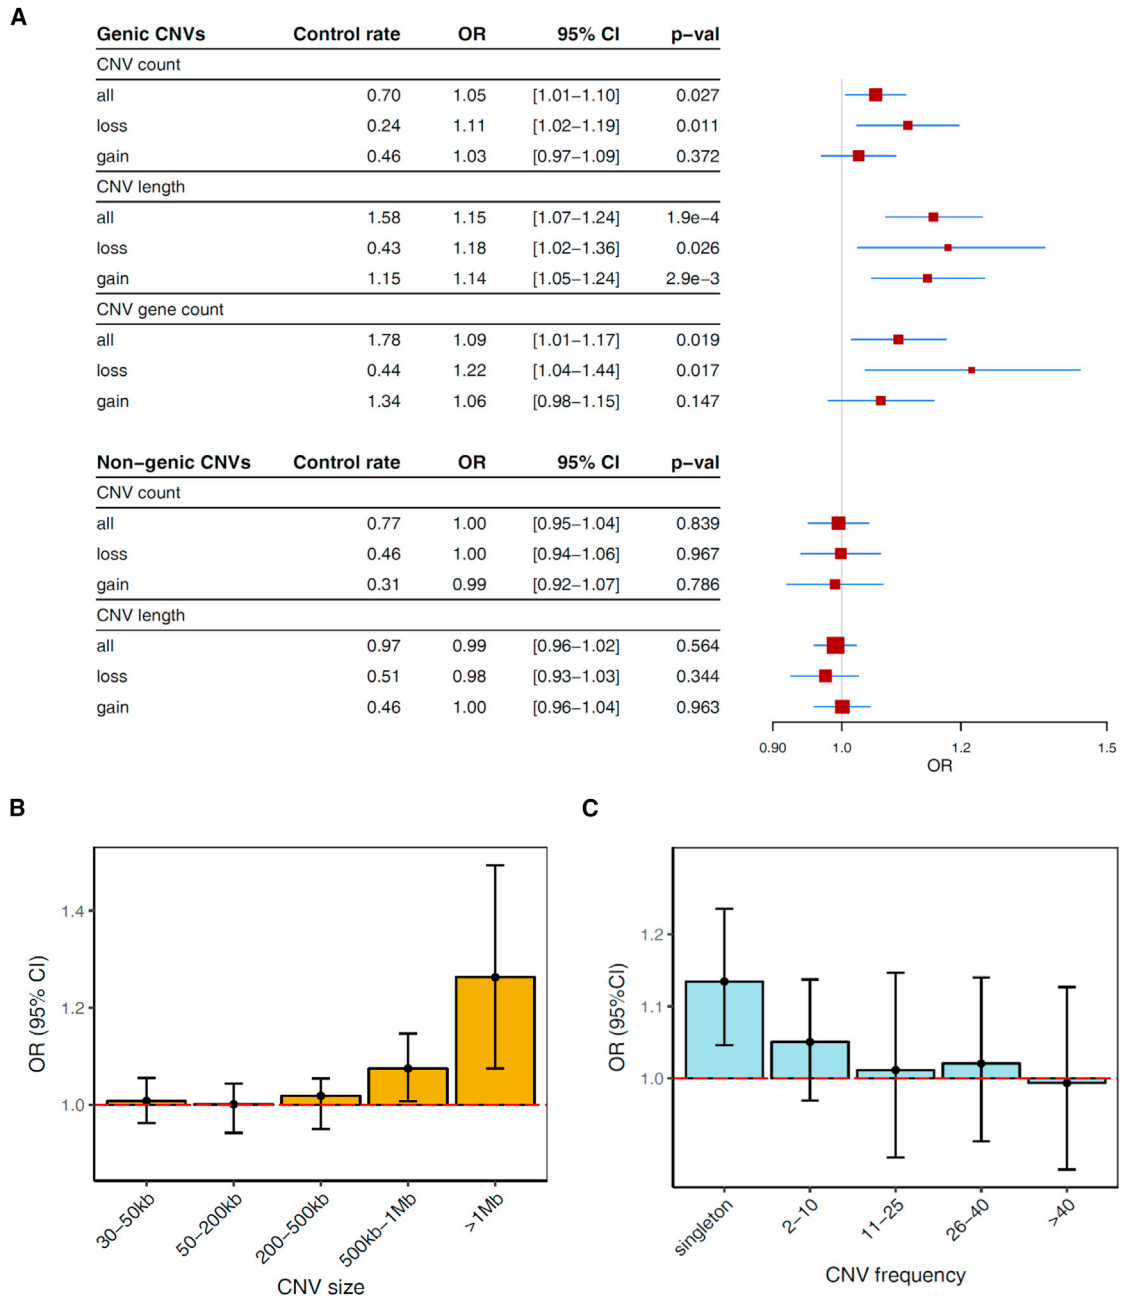 A
Genic CNVs Control rate OR 95% CI p−val
CNV count
all 0.70 1.05 [1.01−1.10] 0.027
loss 0.24 1.11 [1.02−1.19] 0.011
gain 0.46 1.03 [0.97−1.09] 0.372
CNV length
all 1.58 1.15 [1.07−1.24] 1.9e−4
loss 0.43 1.18 [1.02−1.36] 0.026
gain 1.15 1.14 [1.05−1.24] 2.9e−3
CNV gene count
all 1.78 1.09 [1.01−1.17] 0.019
loss 0.44 1.22 [1.04−1.44] 0.017
gain 1.34 1.06 [0.98−1.15] 0.147
Non−genic CNVs Control rate OR 95% CI p−val
CNV count
all 0.77 1.00 [0.95−1.04] 0.839
loss 0.46 1.00 [0.94−1.06] 0.967
gain 0.31 0.99 [0.92−1.07] 0.786
CNV length
all 0.97 0.99 [0.96−1.02] 0.564
loss 0.51 0.98 [0.93−1.03] 0.344
gain 0.46 1.00 [0.96−1.04] 0.963
0.90 1.0 1.2 1.5
OR
B
OR (95% CI)
1.4
1.2
1.0
30−50kb
50−200kb
200−500kb
500kb−1Mb
>1Mb
CNV size
C
OR (95%CI)
1.2
1.1
1.0
singleton
2−10
11−25
26−40
>40
CNV frequency